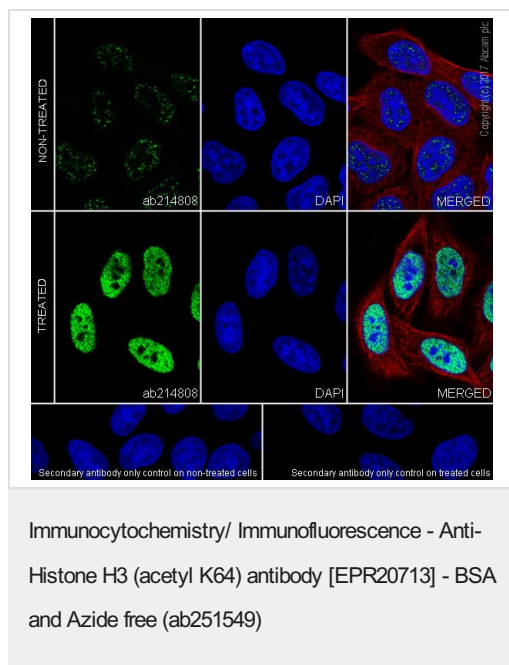 NON-TREATED
ab214808
DAPI
MERGED
Copyright(c) 2017 Abcam plc
TREATED
ab214808
DAPI
MERGED
Secondary antibody only control on non-treated cells
Secondary antibody only control on treated cells
Immunocytochemistry/ Immunofluorescence - Anti-
Histone H3 (acetyl K64) antibody [EPR20713] - BSA
and Azide free (ab251549)